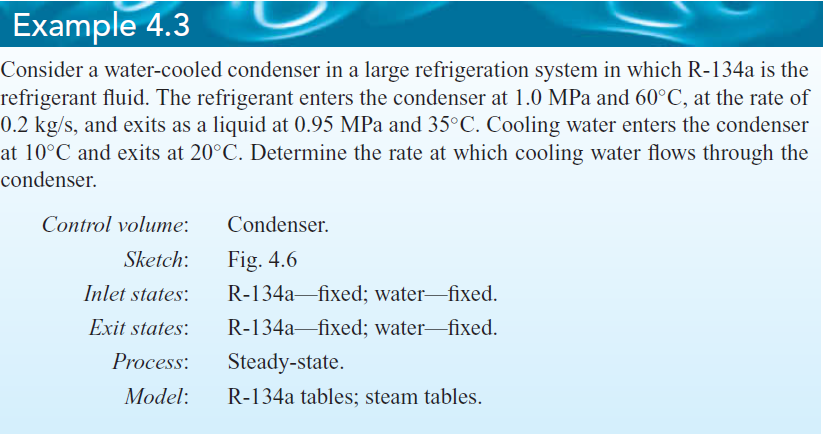 Example 4.3
Consider a water-cooled condenser in a large refrigeration system in which R-134a is the
refrigerant fluid. The refrigerant enters the condenser at 1.0 MPa and 60°C, at the rate of
0.2 kg/s, and exits as a liquid at 0.95 MPa and 35°C. Cooling water enters the condenser
at 10°C and exits at 20°C. Determine the rate at which cooling water flows through the
condenser.
Control volume: Condenser.
Sketch: Fig. 4.6
Inlet states: R-134a—fixed; water—fixed.
Exit states: R-134a—fixed; water—fixed.
Process: Steady-state.
Model: R-134a tables; steam tables.